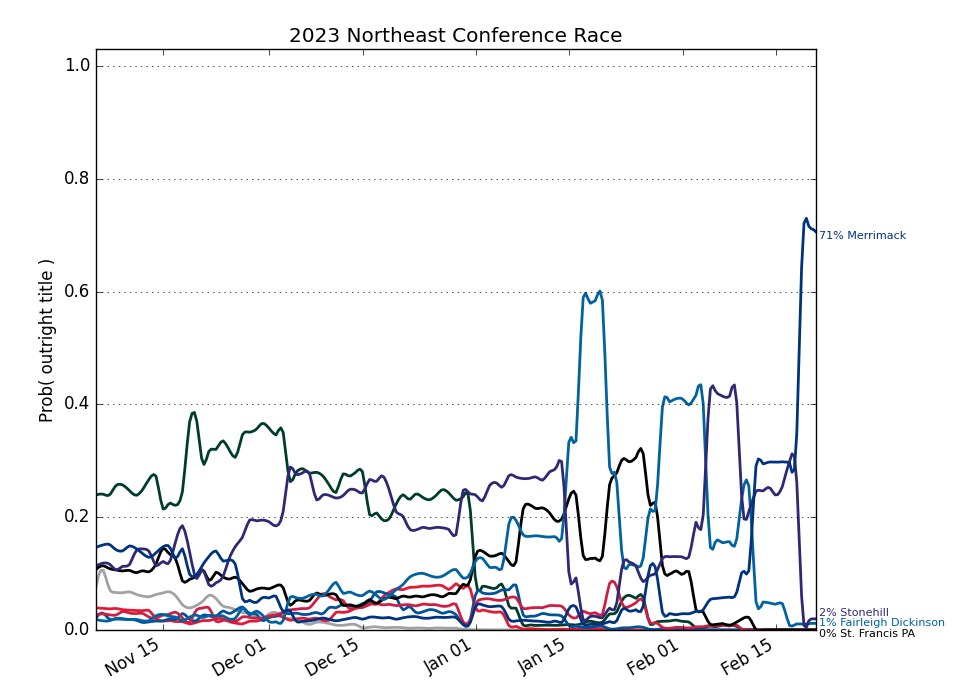 2023 Northeast Conference Race
1.0
0.8
0.6
0.4
0.2
0.0
Prob( outright title )
71% Merrimack
2% Stonehill
1% Fairleigh Dickinson
0% St. Francis PA
Nov 15
Dec 01
Dec 15
Jan 01
Jan 15
Feb 01
Feb 15